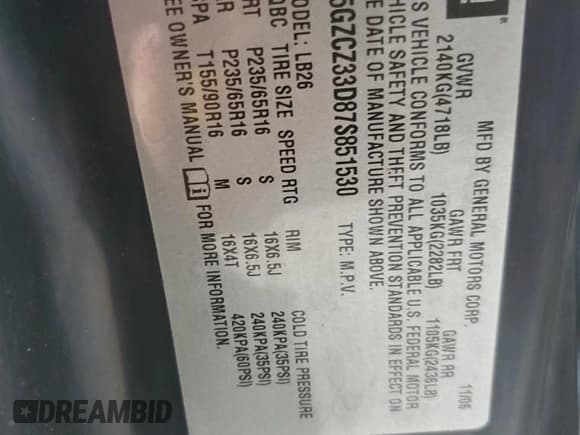 MFD BY GENERAL MOTORS CORP. 11/06
GVWR GAWR FRT GAWR RR
2140KG(4718LB) 1035KG(2282LB) 1105KG(2436LB)
S VEHICLE CONFORMS TO ALL APPLICABLE U.S. FEDERAL MOTOR
HICLE SAFETY AND THEFT PREVENTION STANDARDS IN EFFECT ON
E DATE OF MANUFACTURE SHOWN ABOVE.
5GZCZ33D87S851530 TYPE: M.P.V.
MODEL: LB26
QBC TIRE SIZE SPEED RTG RIM COLD TIRE PRESSURE
RT P235/65R16 S 16X6.5J 240KPA(35PSI)
R P235/65R16 S 16X6.5J 240KPA(35PSI)
PA T155/90R16 M 16X4T 420KPA(60PSI)
EE OWNER'S MANUAL i FOR MORE INFORMATION.
DREAMBID